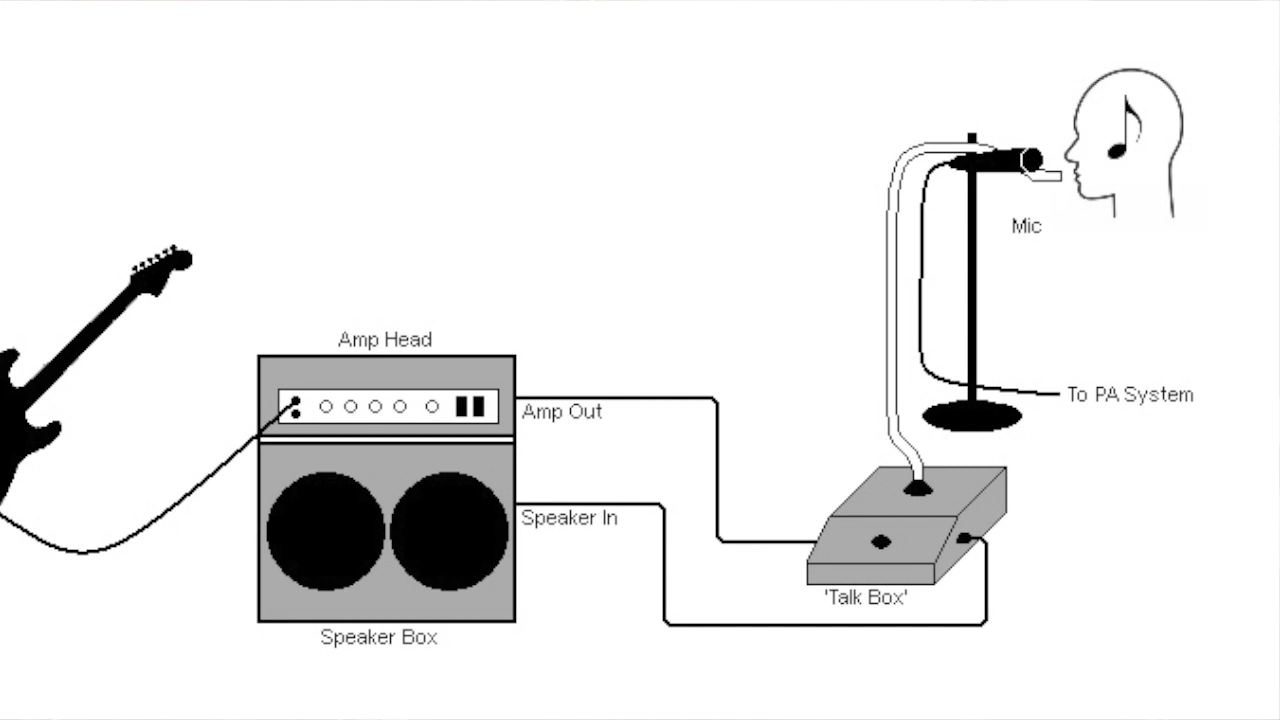 Mic
Amp Head
To PA System
Amp Out
Speaker In
'Talk Box'
Speaker Box